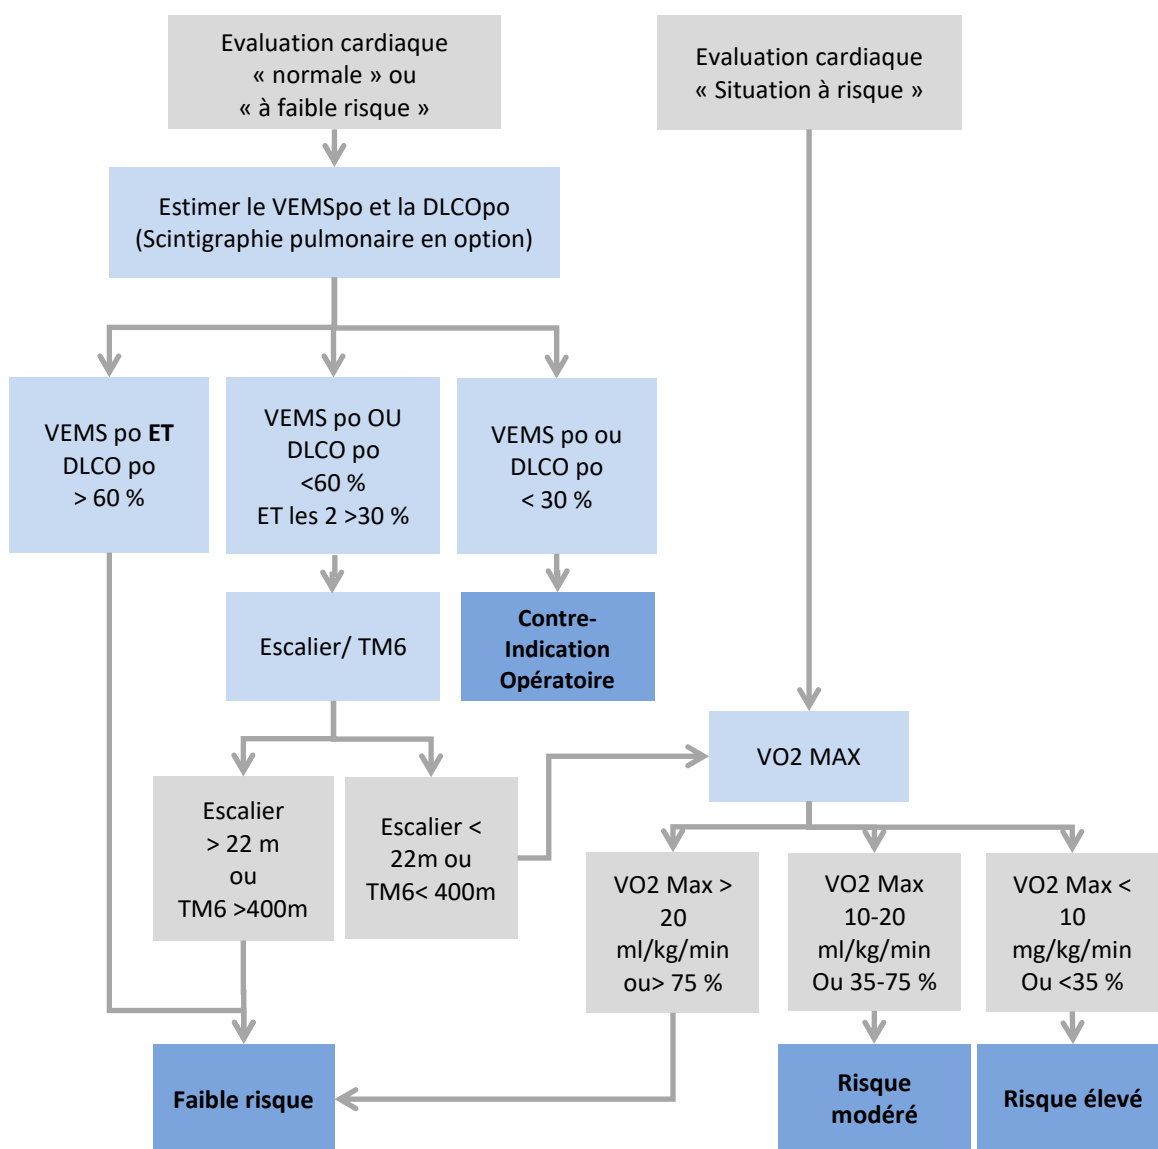 Evaluation cardiaque
« normale » ou
« à faible risque »
Evaluation cardiaque
« Situation à risque »
Estimer le VEMSpo et la DLCOpo
(Scintigraphie pulmonaire en option)
VEMS po ET
DLCO po
> 60 %
VEMS po OU
DLCO po
<60 %
ET les 2 >30 %
VEMS po ou
DLCO po
< 30 %
Escalier/ TM6
Contre-
Indication
Opératoire
VO2 MAX
Escalier
> 22 m
ou
TM6 >400m
Escalier <
22m ou
TM6< 400m
VO2 Max >
20
ml/kg/min
ou> 75 %
VO2 Max
10-20
ml/kg/min
Ou 35-75 %
VO2 Max <
10
mg/kg/min
Ou <35 %
Faible risque
Risque
modéré
Risque élevé